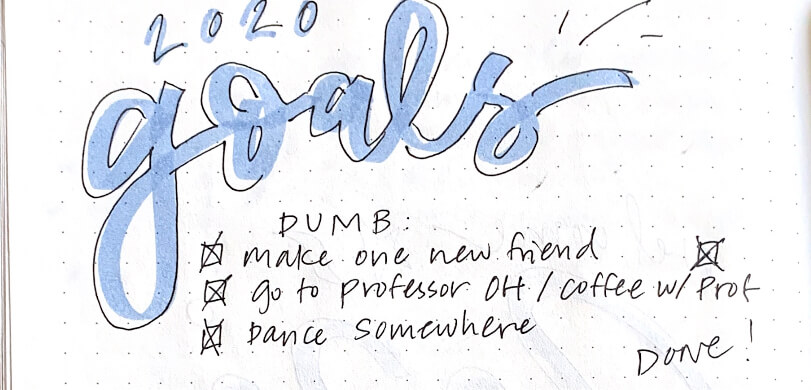 2020
goals
DUMB:
make one new friend
go to professor OH / coffee w/ Prof
Dance Somewhere
DONE!